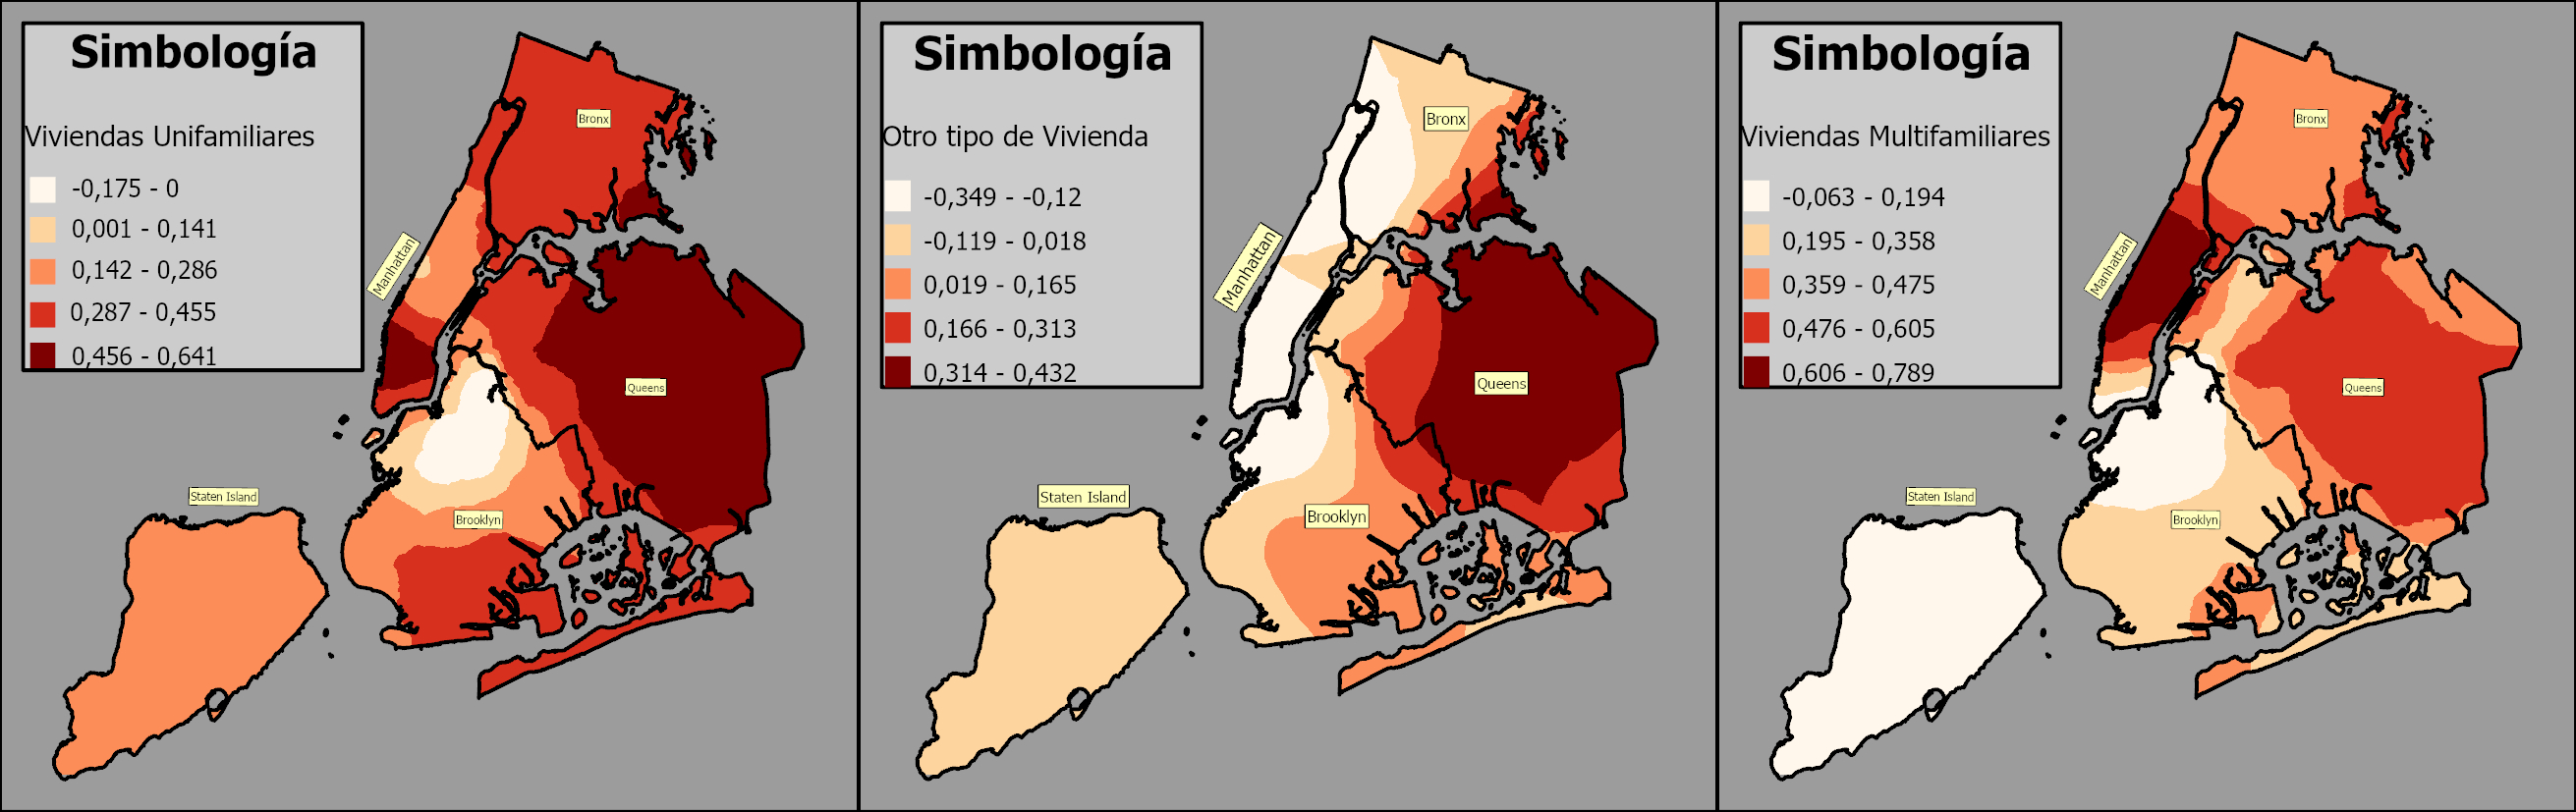 Simbología
Viviendas Unifamiliares
-0,175 - 0
0,001 - 0,141
0,142 - 0,286
0,287 - 0,455
0,456 - 0,641
Bronx
Manhattan
Queens
Staten Island
Brooklyn
Simbología
Otro tipo de Vivienda
-0,349 - -0,12
-0,119 - 0,018
0,019 - 0,165
0,166 - 0,313
0,314 - 0,432
Bronx
Manhattan
Queens
Staten Island
Brooklyn
Simbología
Viviendas Multifamiliares
-0,063 - 0,194
0,195 - 0,358
0,359 - 0,475
0,476 - 0,605
0,606 - 0,789
Bronx
Manhattan
Queens
Staten Island
Brooklyn